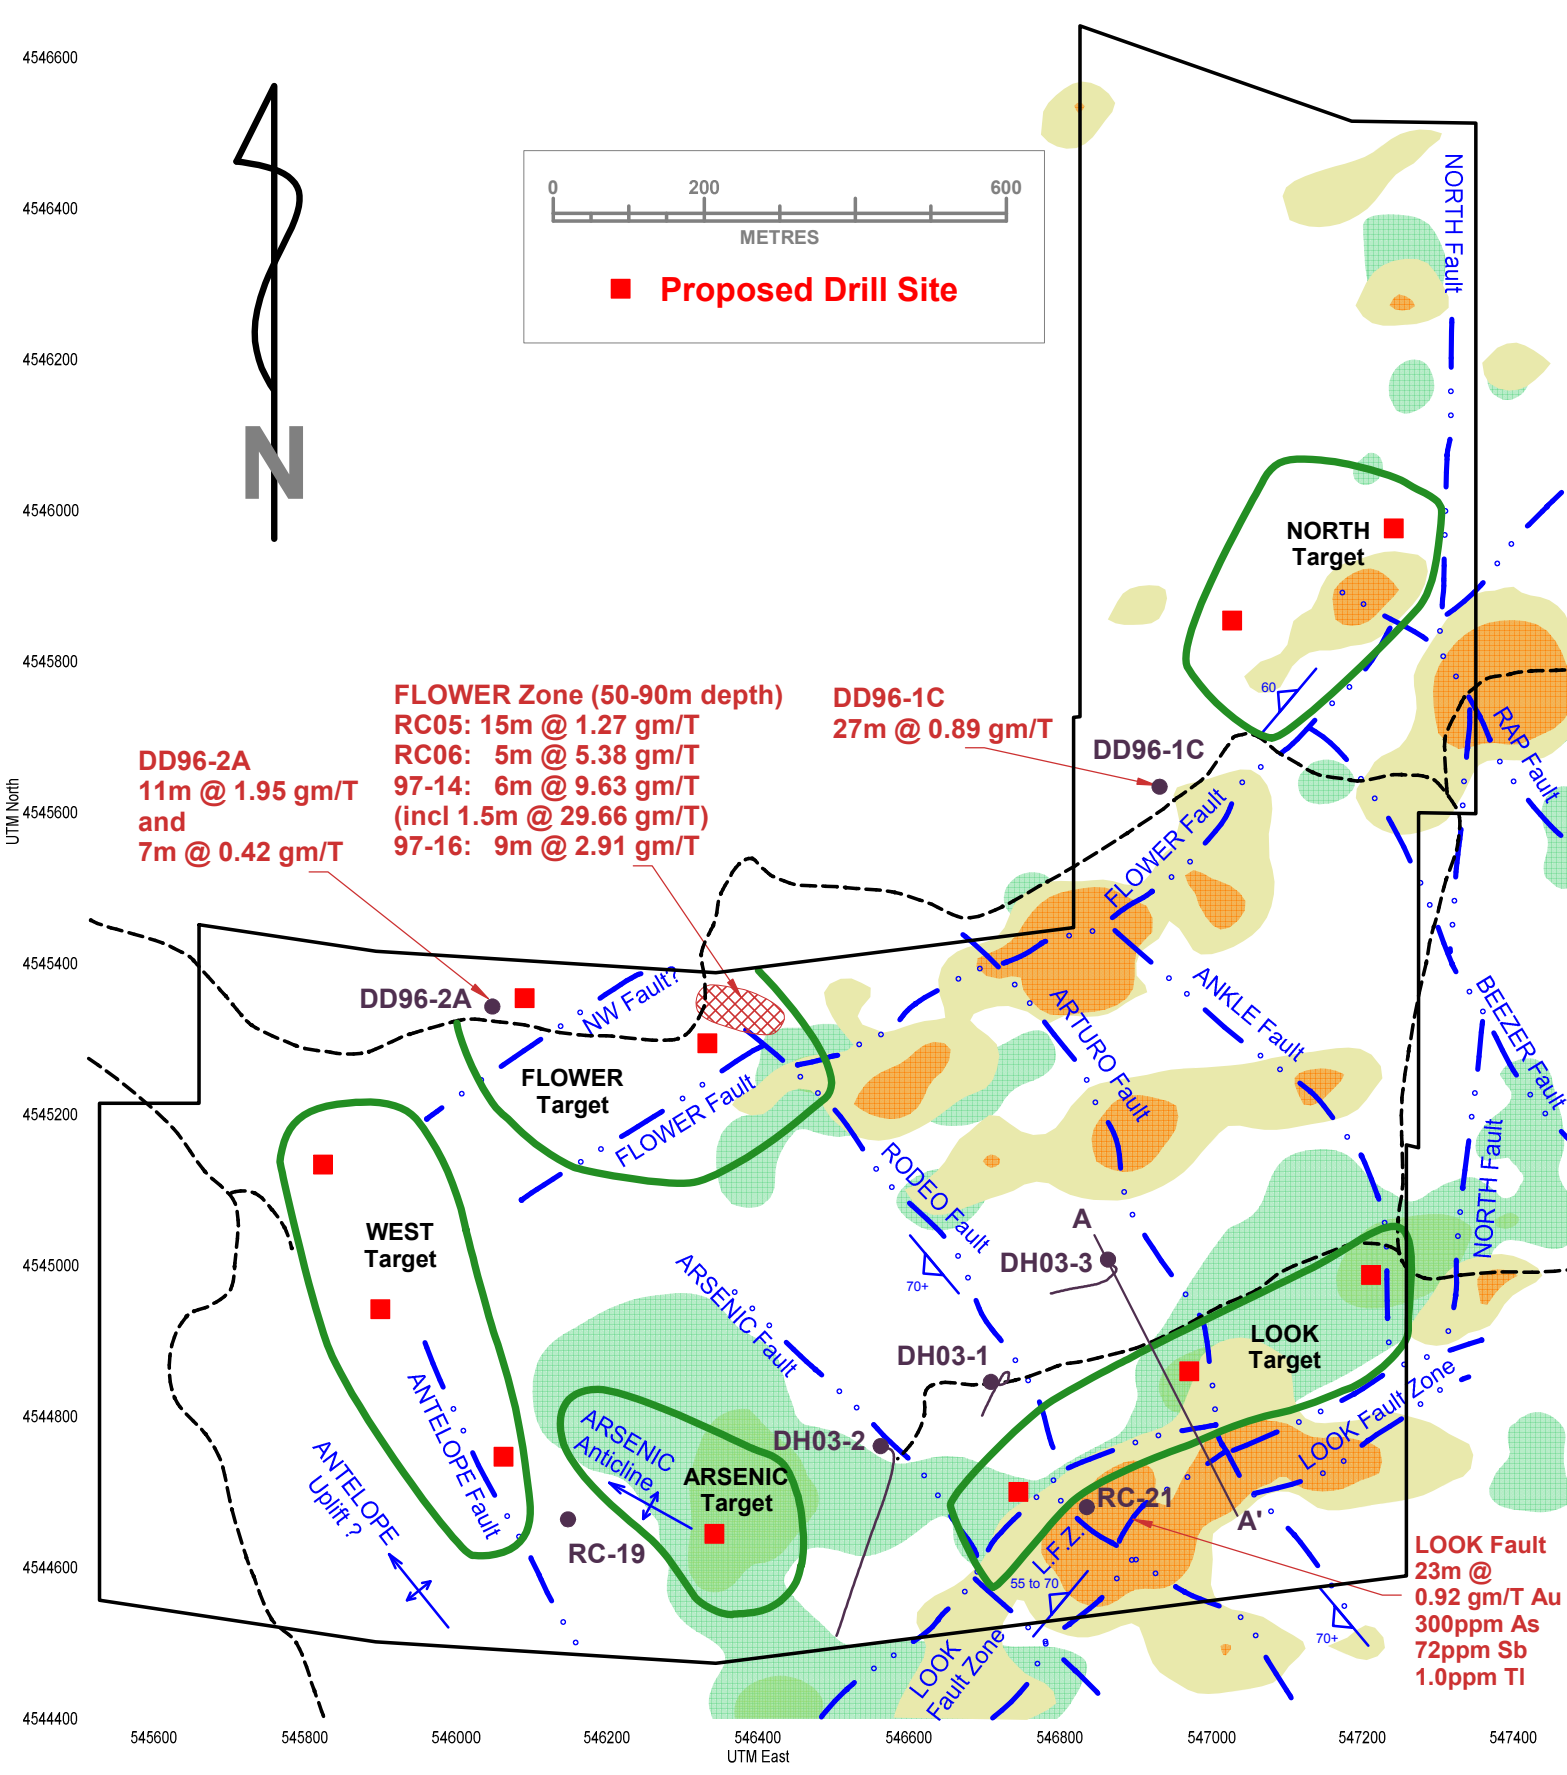 4546600
4546400
4546200
4546000
4545800
4545600
4545400
4545200
4545000
4544800
4544600
4544400
UTM North
545600
545800
546000
546200
546400
546600
546800
547000
547200
547400
UTM East
N
0
200
600
METRES
Proposed Drill Site
NORTH Fault
NORTH
Target
60
RAP Fault
FLOWER Zone (50-90m depth)
RC05: 15m @ 1.27 gm/T
RC06: 5m @ 5.38 gm/T
97-14: 6m @ 9.63 gm/T
(incl 1.5m @ 29.66 gm/T)
97-16: 9m @ 2.91 gm/T
DD96-1C
27m @ 0.89 gm/T
DD96-1C
DD96-2A
11m @ 1.95 gm/T
and
7m @ 0.42 gm/T
DD96-2A
NW Fault?
FLOWER Fault
FLOWER
Target
FLOWER Fault
ARTURO Fault
ANKLE Fault
BEEZER Fault
NORTH Fault
RODEO Fault
70+
WEST
Target
ARSENIC Fault
A
DH03-3
DH03-1
LOOK
Target
LOOK Fault Zone
ANTELOPE Fault
ANTELOPE
Uplift ?
ARSENIC
Anticline
ARSENIC
Target
DH03-2
RC-19
RC-21
A'
L.F.Z.
55 to 70
LOOK
Fault Zone
70+
LOOK Fault
23m @
0.92 gm/T Au
300ppm As
72ppm Sb
1.0ppm Tl